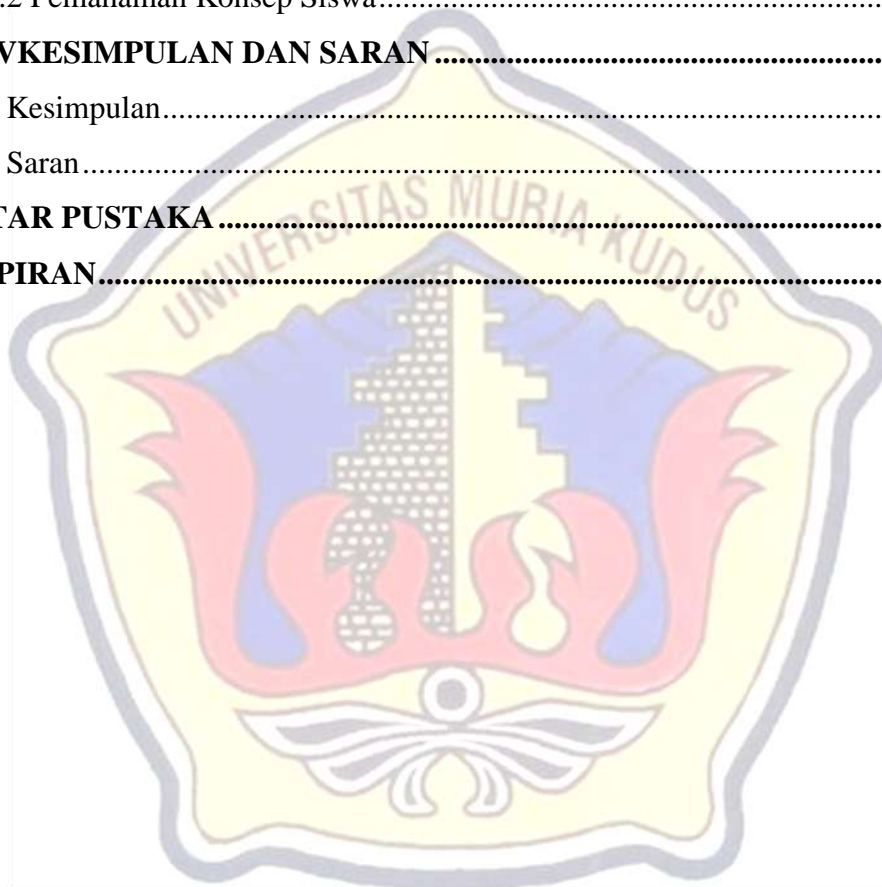 .2 Pemahaman Konsep Siswa
VKESIMPULAN DAN SARAN
Kesimpulan
Saran
TAR PUSTAKA
PIRAN
UNIVERSITAS MURIA KUDUS